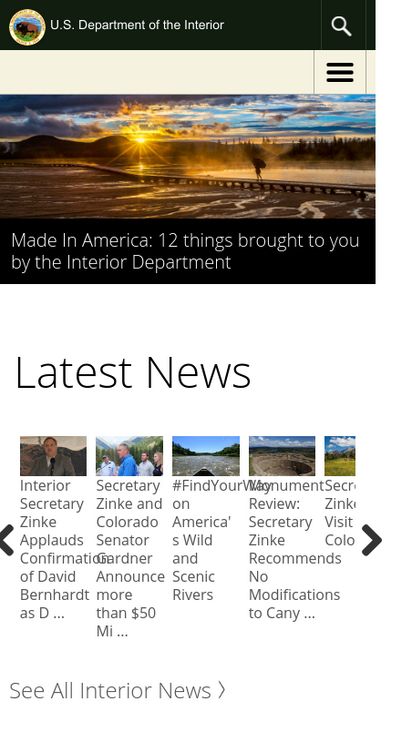 U.S. Department of the Interior
Made In America: 12 things brought to you
by the Interior Department
Latest News
Interior
Secretary
Zinke
Applauds
Confirmation
of David
Bernhardt
as D ...
Secretary
Zinke and
Colorado
Senator
Gardner
Announce
more
than $50
Mi ...
#FindYourWay
on
America'
s Wild
and
Scenic
Rivers
Monument
Review:
Secretary
Zinke
Recommends
No
Modifications
to Cany ...
Secre
Zinke
Visit
Colo
See All Interior News 〉